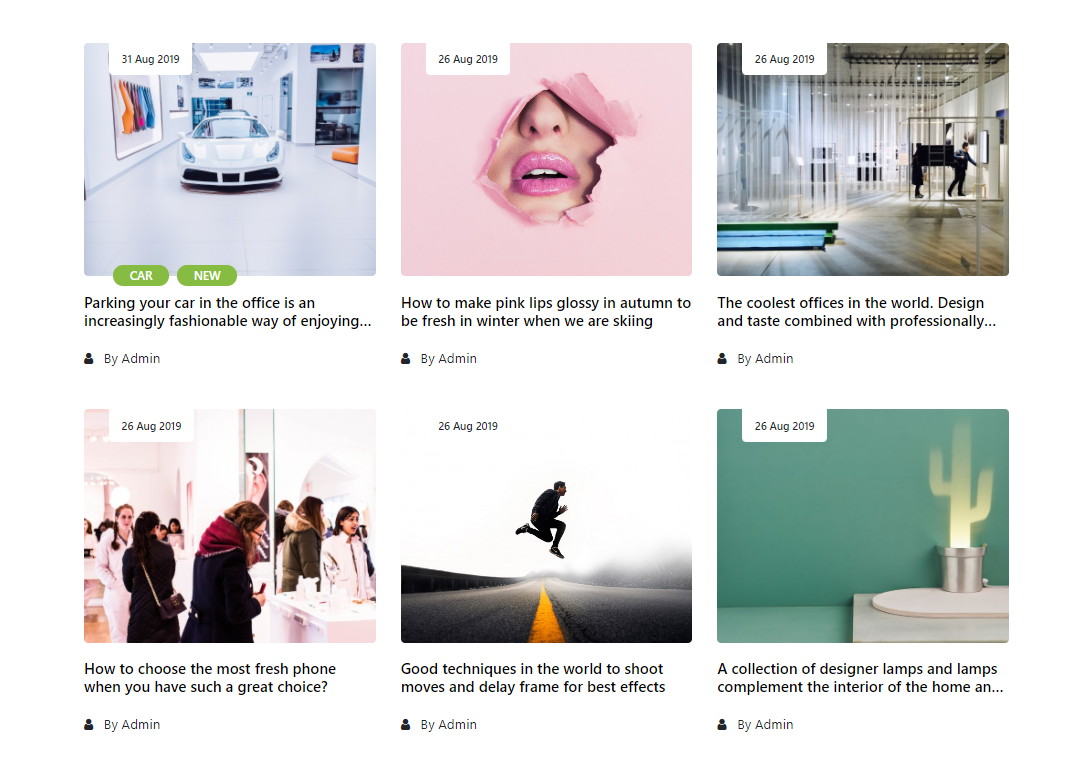 31 Aug 2019
CAR
NEW
Parking your car in the office is an
increasingly fashionable way of enjoying...
By Admin
26 Aug 2019
How to make pink lips glossy in autumn to
be fresh in winter when we are skiing
By Admin
26 Aug 2019
The coolest offices in the world. Design
and taste combined with professionally...
By Admin
26 Aug 2019
How to choose the most fresh phone
when you have such a great choice?
By Admin
26 Aug 2019
Good techniques in the world to shoot
moves and delay frame for best effects
By Admin
26 Aug 2019
A collection of designer lamps and lamps
complement the interior of the home an...
By Admin